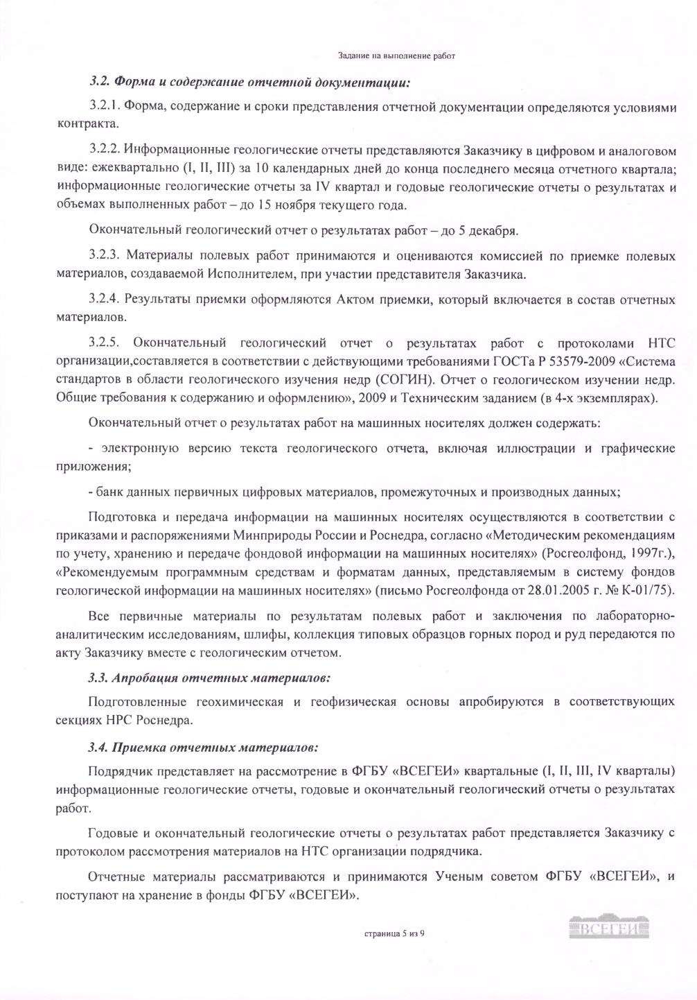 Задание на выполнение работ
3.2. Форма и содержание отчетной документации:
3.2.1. Форма, содержание и сроки представления отчетной документации определяются условиями
контракта.
3.2.2. Информационные геологические отчеты представляются Заказчику в цифровом и аналоговом
виде: ежеквартально (I, II, III) за 10 календарных дней до конца последнего месяца отчетного квартала;
информационные геологические отчеты за IV квартал и годовые геологические отчеты о результатах и
объемах выполненных работ – до 15 ноября текущего года.
Окончательный геологический отчет о результатах работ – до 5 декабря.
3.2.3. Материалы полевых работ принимаются и оцениваются комиссией по приемке полевых
материалов, создаваемой Исполнителем, при участии представителя Заказчика.
3.2.4. Результаты приемки оформляются Актом приемки, который включается в состав отчетных
материалов.
3.2.5. Окончательный геологический отчет о результатах работ с протоколами НТС
организации,составляется в соответствии с действующими требованиями ГОСТа Р 53579-2009 «Система
стандартов в области геологического изучения недр (СОГИН). Отчет о геологическом изучении недр.
Общие требования к содержанию и оформлению», 2009 и Техническим заданием (в 4-х экземплярах).
Окончательный отчет о результатах работ на машинных носителях должен содержать:
- электронную версию текста геологического отчета, включая иллюстрации и графические
приложения;
- банк данных первичных цифровых материалов, промежуточных и производных данных;
Подготовка и передача информации на машинных носителях осуществляются в соответствии с
приказами и распоряжениями Минприроды России и Роснедра, согласно «Методическим рекомендациям
по учету, хранению и передаче фондовой информации на машинных носителях» (Росгеолфонд, 1997г.),
«Рекомендуемым программным средствам и форматам данных, представляемым в систему фондов
геологической информации на машинных носителях» (письмо Росгеолфонда от 28.01.2005 г. № К-01/75).
Все первичные материалы по результатам полевых работ и заключения по лабораторно-
аналитическим исследованиям, шлифы, коллекция типовых образцов горных пород и руд передаются по
акту Заказчику вместе с геологическим отчетом.
3.3. Апробация отчетных материалов:
Подготовленные геохимическая и геофизическая основы апробируются в соответствующих
секциях НРС Роснедра.
3.4. Приемка отчетных материалов:
Подрядчик представляет на рассмотрение в ФГБУ «ВСЕГЕИ» квартальные (I, II, III, IV кварталы)
информационные геологические отчеты, годовые и окончательный геологический отчеты о результатах
работ.
Годовые и окончательный геологические отчеты о результатах работ представляется Заказчику с
протоколом рассмотрения материалов на НТС организации подрядчика.
Отчетные материалы рассматриваются и принимаются Ученым советом ФГБУ «ВСЕГЕИ», и
поступают на хранение в фонды ФГБУ «ВСЕГЕИ».
страница 5 из 9
ВСЕГЕИ